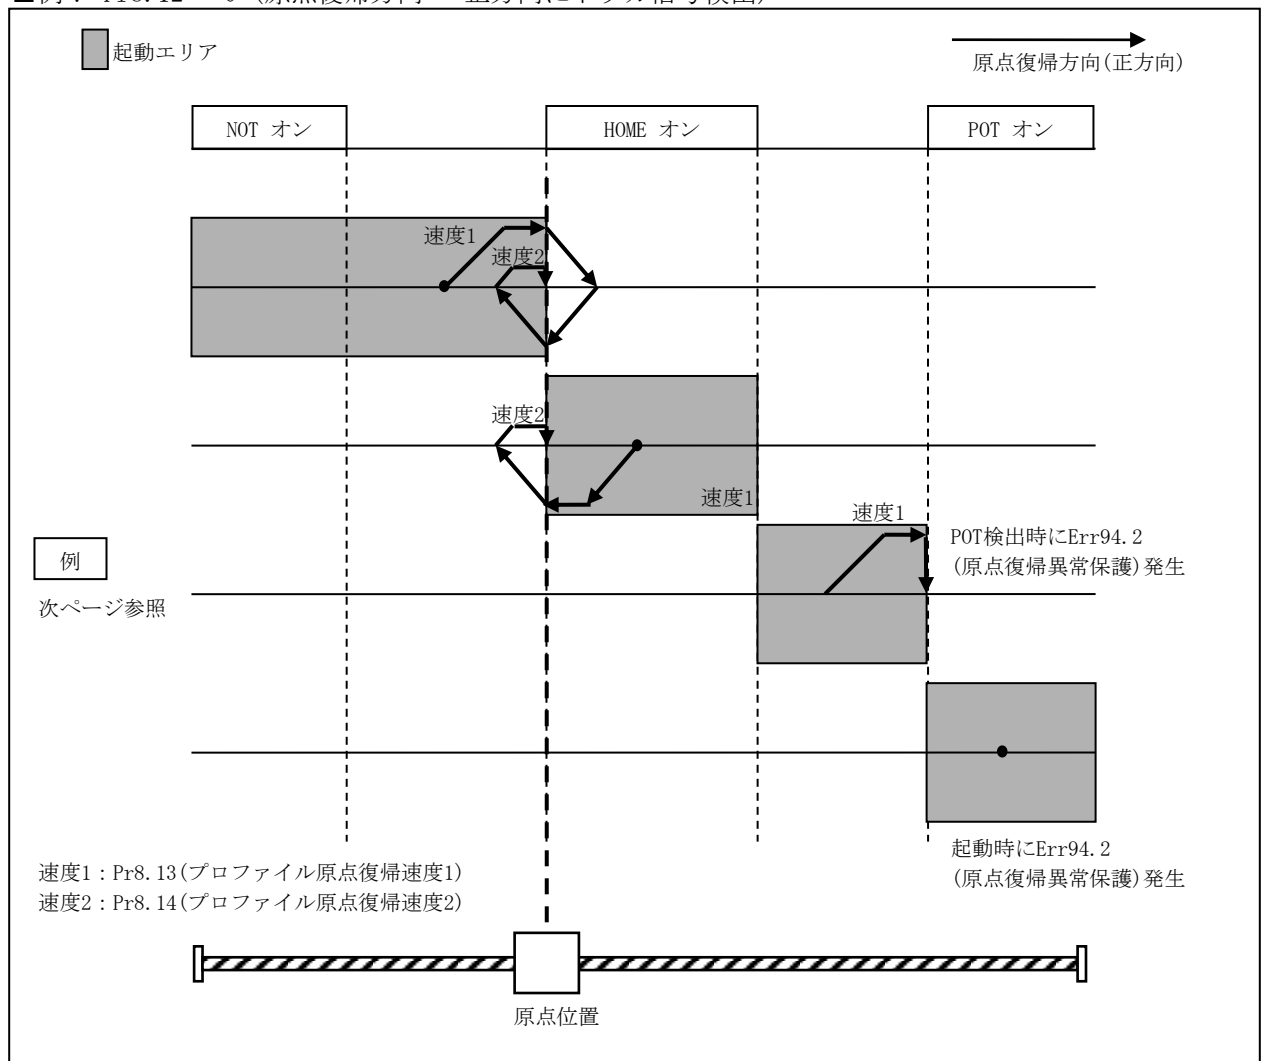 起動エリア
原点復帰方向(正方向)
NOT オン
HOME オン
POT オン
速度1
速度2
速度2
速度1
速度1
POT検出時にErr94.2
(原点復帰異常保護)発生
例
次ページ参照
起動時にErr94.2
(原点復帰異常保護)発生
速度1：Pr8.13(プロファイル原点復帰速度1)
速度2：Pr8.14(プロファイル原点復帰速度2)
原点位置